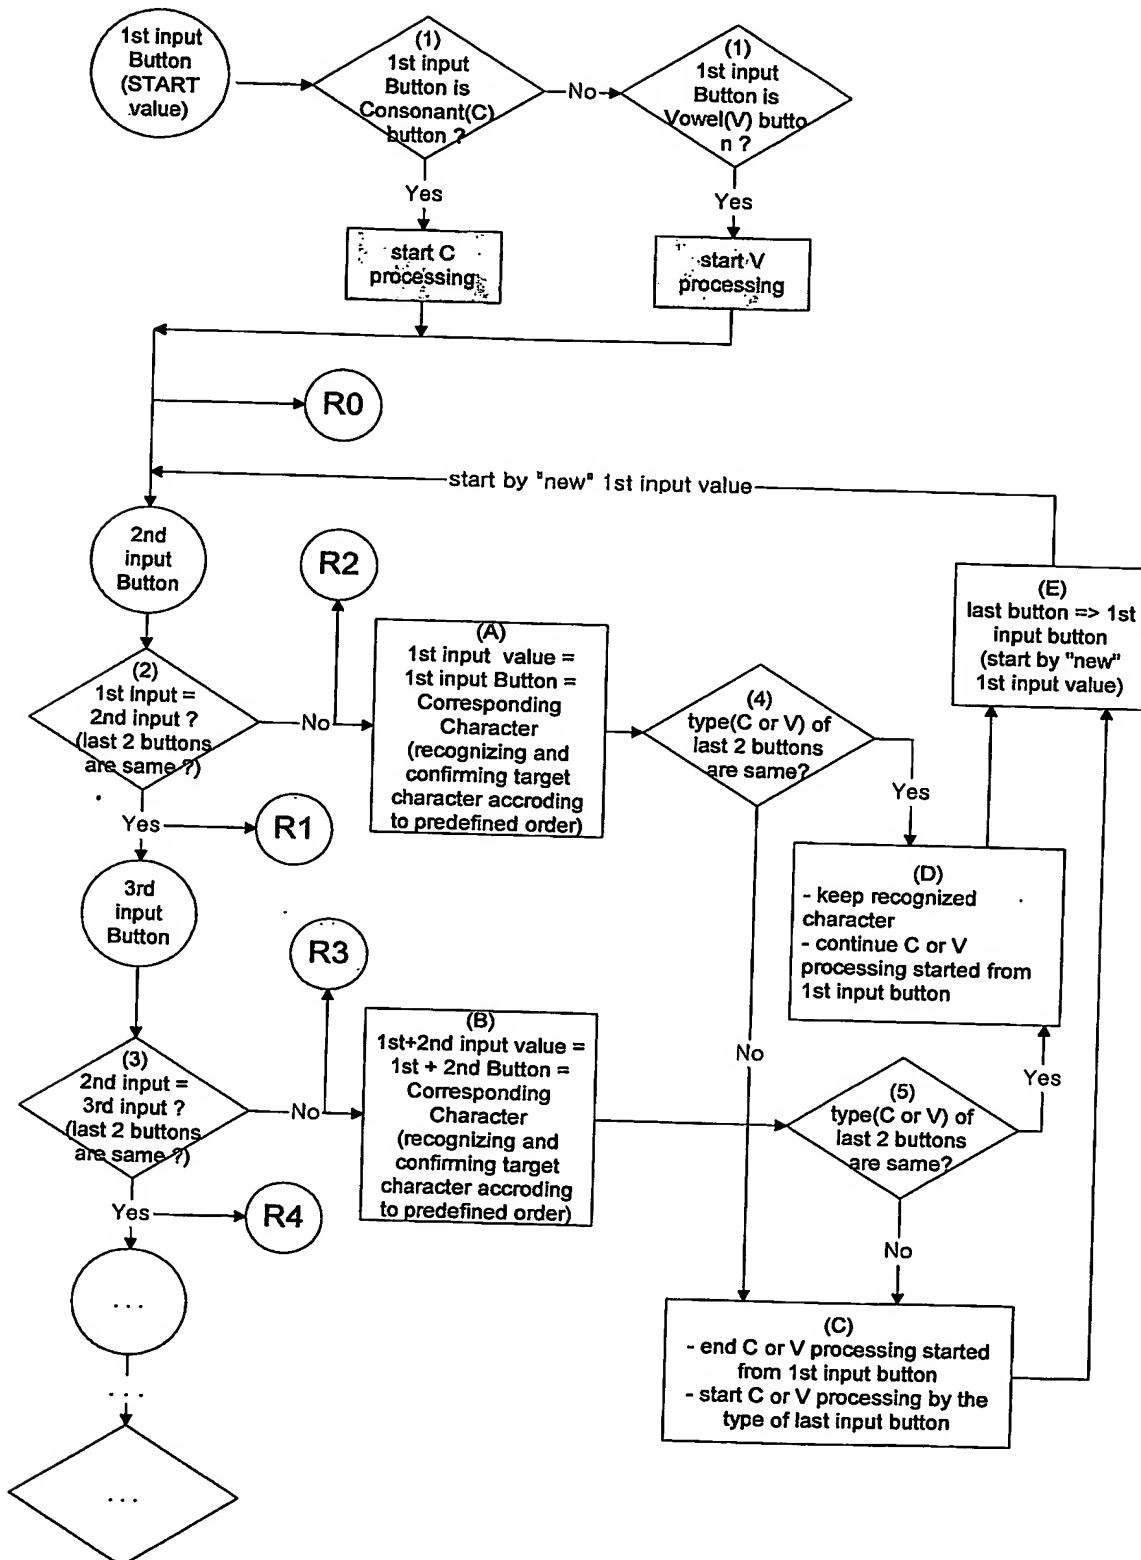 1st input
Button
(START
value)
(1)
1st input
Button is
Consonant(C)
button ?
No
(1)
1st input
Button is
Vowel(V) butto
n ?
Yes
Yes
start C
processing
start V
processing
R0
start by "new" 1st input value
2nd
input
Button
R2
(A)
1st input value =
1st input Button =
Corresponding
Character
(recognizing and
confirming target
character accroding
to predefined order)
(E)
last button => 1st
input button
(start by "new"
1st input value)
(2)
1st input =
2nd input ?
(last 2 buttons
are same ?)
No
(4)
type(C or V) of
last 2 buttons
are same?
Yes
Yes
R1
3rd
input
Button
(D)
- keep recognized
character
- continue C or V
processing started from
1st input button
R3
(B)
1st+2nd input value =
1st + 2nd Button =
Corresponding
Character
(recognizing and
confirming target
character accroding
to predefined order)
No
Yes
(3)
2nd input =
3rd input ?
(last 2 buttons
are same ?)
No
(5)
type(C or V) of
last 2 buttons
are same?
Yes
R4
No
...
(C)
- end C or V processing started
from 1st input button
- start C or V processing by the
type of last input button
...
...